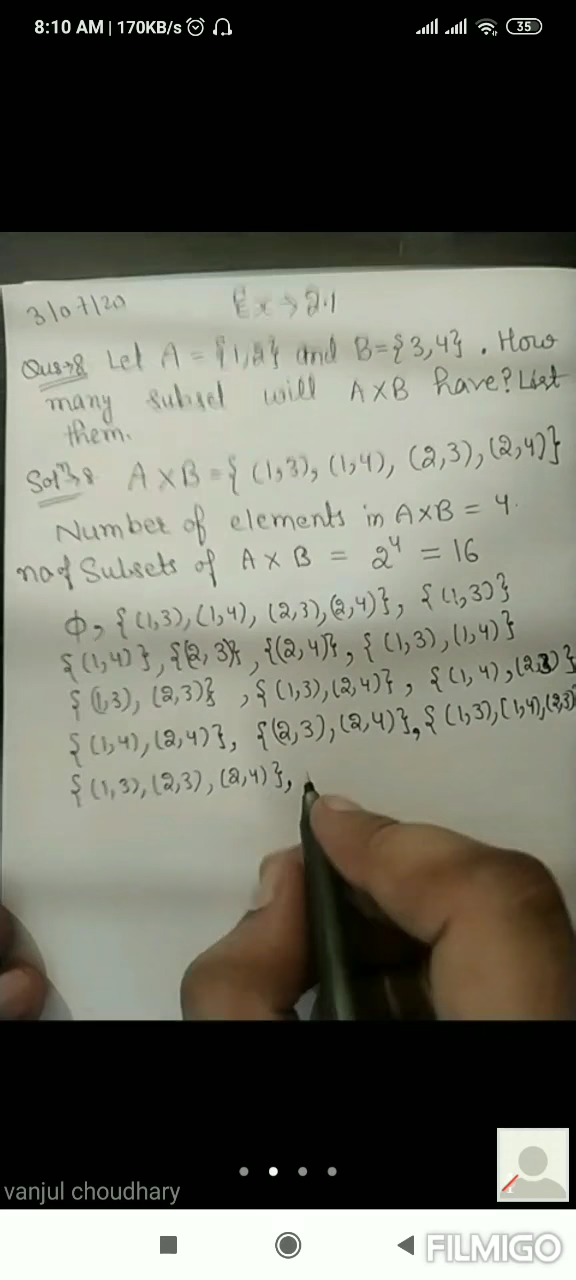 8:10 AM | 170KB/s
35
3/07/20
Ex → 2.1
Ques→8 Let A = {1,2} and B={3,4} . How
many subset will A×B have? List
them.
Solⁿ→8 A×B = { (1,3), (1,4), (2,3), (2,4)}
Number of elements in A×B = 4.
no of Subsets of A × B = 2⁴ = 16
ϕ, { (1,3), (1,4), (2,3), (2,4)}, { (1,3)}
{ (1,4)}, {(2,3)}, {(2,4)}, { (1,3), (1,4)}
{ (1,3), (2,3)} , { (1,3), (2,4)} , { (1,4), (2,3)}
{ (1,4), (2,4)}, {(2,3), (2,4)}, { (1,3), (1,4), (2,3)
{ (1,3), (2,3), (2,4)},
vanjul choudhary
FILMIGO